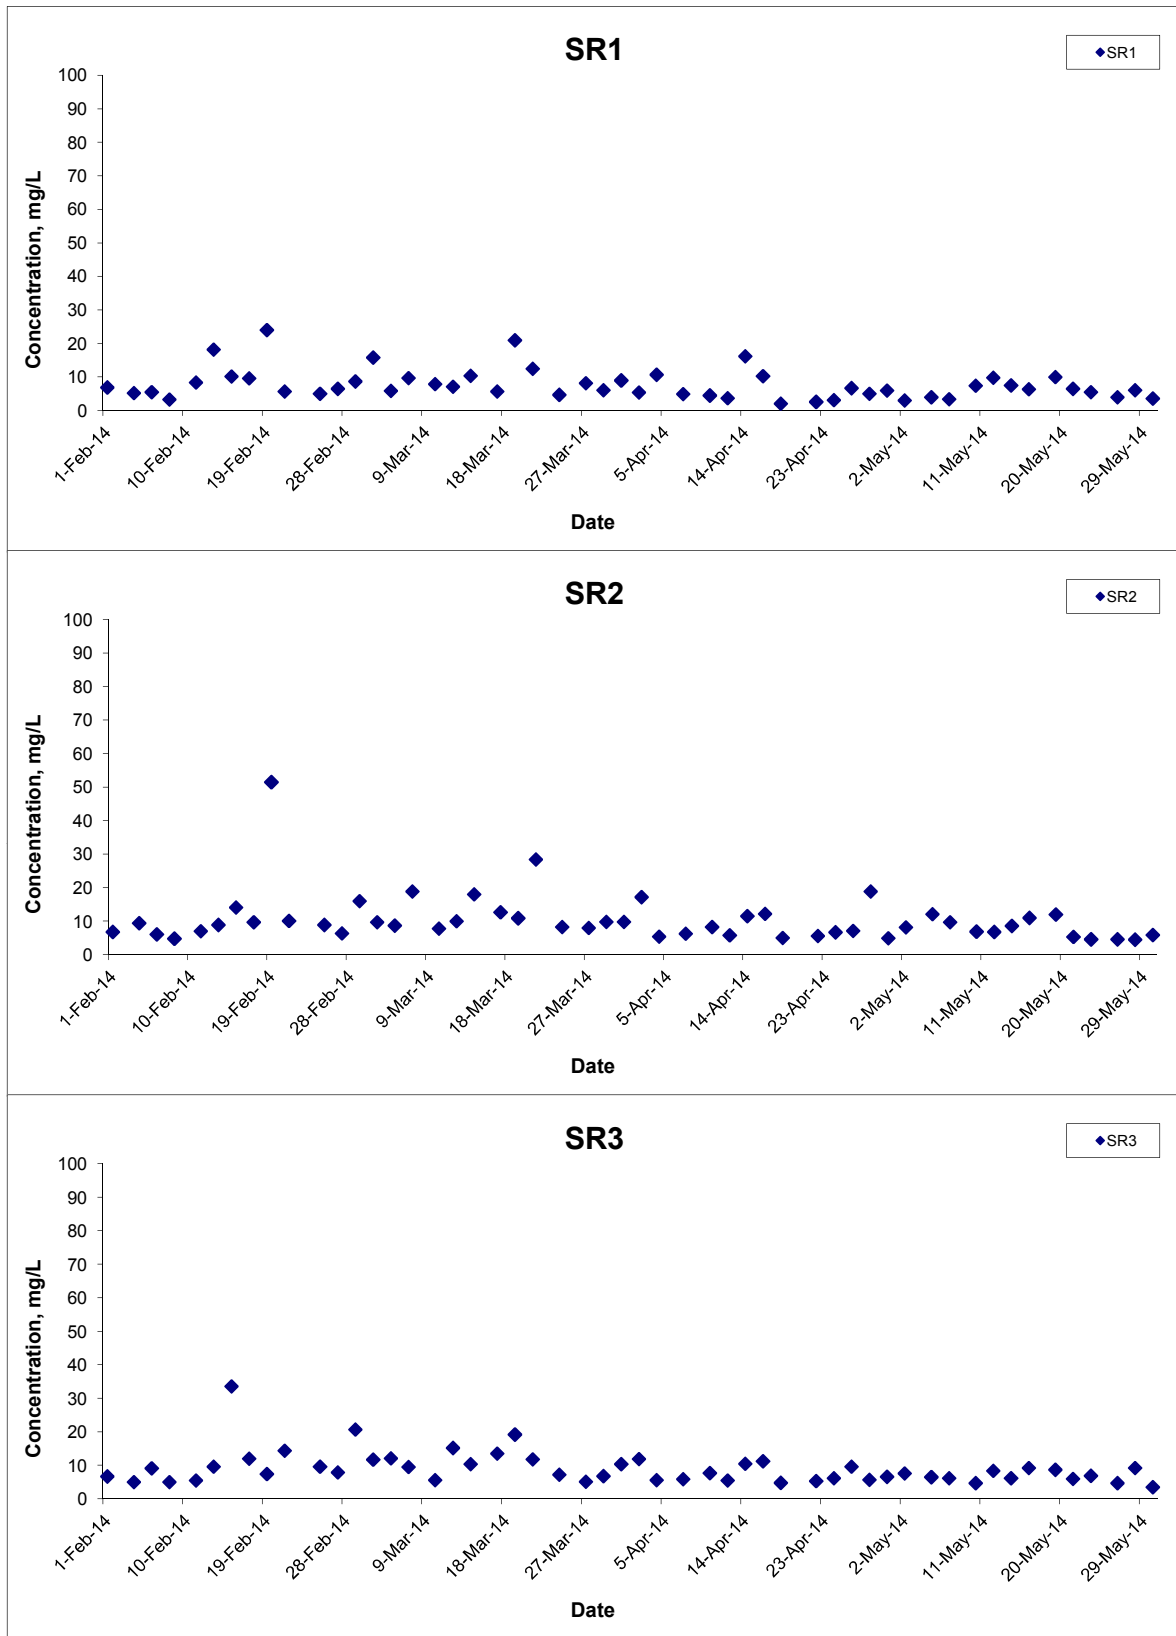 SR1
SR1
100
90
80
70
60
50
40
30
20
10
0
Concentration, mg/L
1-Feb-14
10-Feb-14
19-Feb-14
28-Feb-14
9-Mar-14
18-Mar-14
27-Mar-14
5-Apr-14
14-Apr-14
23-Apr-14
2-May-14
11-May-14
20-May-14
29-May-14
Date
SR2
SR2
100
90
80
70
60
50
40
30
20
10
0
Concentration, mg/L
1-Feb-14
10-Feb-14
19-Feb-14
28-Feb-14
9-Mar-14
18-Mar-14
27-Mar-14
5-Apr-14
14-Apr-14
23-Apr-14
2-May-14
11-May-14
20-May-14
29-May-14
Date
SR3
SR3
100
90
80
70
60
50
40
30
20
10
0
Concentration, mg/L
1-Feb-14
10-Feb-14
19-Feb-14
28-Feb-14
9-Mar-14
18-Mar-14
27-Mar-14
5-Apr-14
14-Apr-14
23-Apr-14
2-May-14
11-May-14
20-May-14
29-May-14
Date